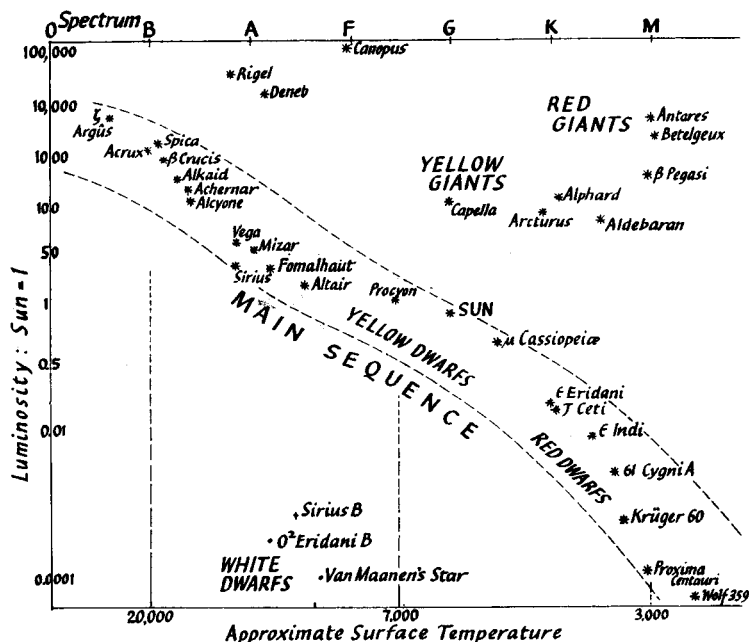 Spectrum
O B A F G K M
100,000
Canopus
Rigel
Deneb
10,000
ζ
Argûs
RED
GIANTS
Antares
Betelgeux
Spica
Acrux
β Crucis
1000
YELLOW
GIANTS
β Pegasi
Alkaid
Achernar
Alcyone
100
Capella
Alphard
Arcturus
Aldebaran
Vega
Mizar
50
Sirius
Fomalhaut
Altair
Procyon
1
SUN
MAIN SEQUENCE
YELLOW DWARFS
μ Cassiopeiæ
0.5
ε Eridani
τ Ceti
0.01
ε Indi
RED DWARFS
61 Cygni A
Krüger 60
Sirius B
O² Eridani B
WHITE
DWARFS
Van Maanen's Star
0.0001
Proxima
Centauri
Wolf 359
Luminosity: Sun=1
20,000 7,000 3,000
Approximate Surface Temperature